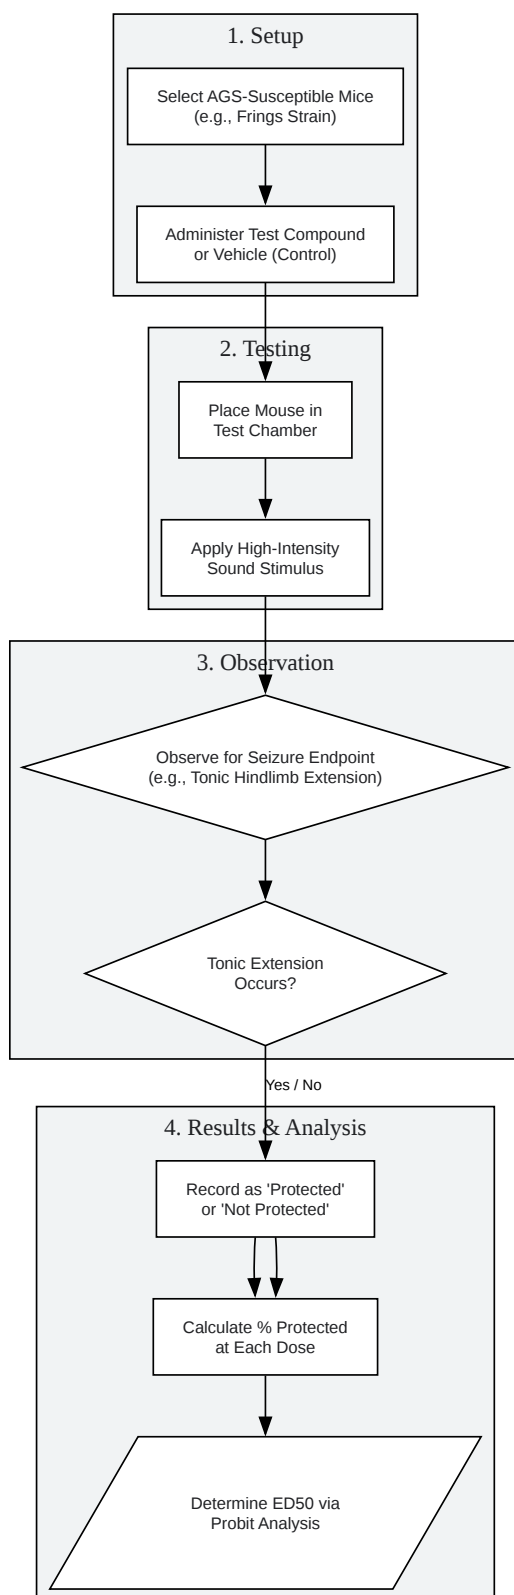 1. Setup
Select AGS-Susceptible Mice
(e.g., Frings Strain)
Administer Test Compound
or Vehicle (Control)
2. Testing
Place Mouse in
Test Chamber
Apply High-Intensity
Sound Stimulus
3. Observation
Observe for Seizure Endpoint
(e.g., Tonic Hindlimb Extension)
Tonic Extension
Occurs?
Yes / No
4. Results & Analysis
Record as 'Protected'
or 'Not Protected'
Calculate % Protected
at Each Dose
Determine ED50 via
Probit Analysis